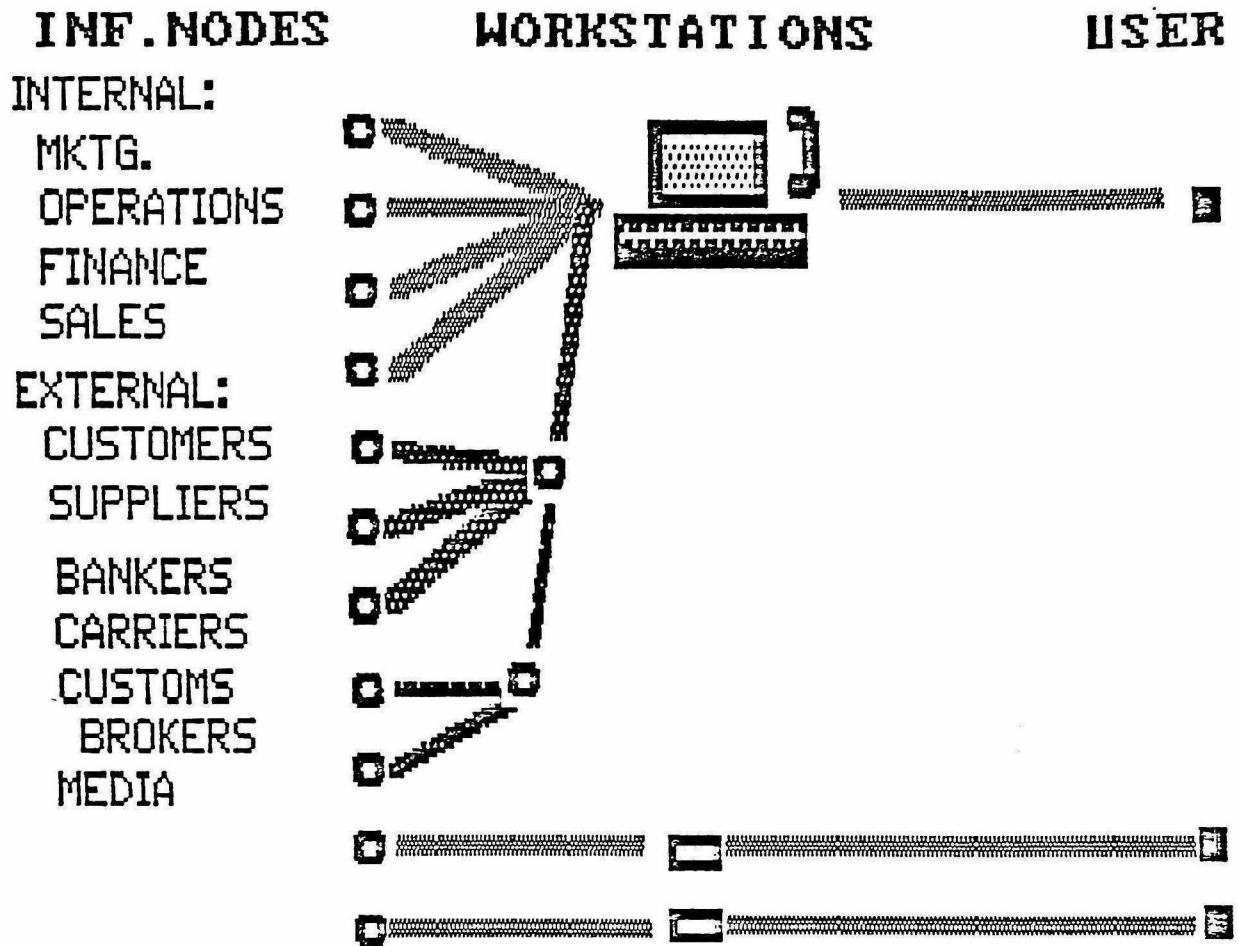 INF.NODES WORKSTATIONS USER
INTERNAL:
MKTG.
OPERATIONS
FINANCE
SALES
EXTERNAL:
CUSTOMERS
SUPPLIERS
BANKERS
CARRIERS
CUSTOMS
BROKERS
MEDIA